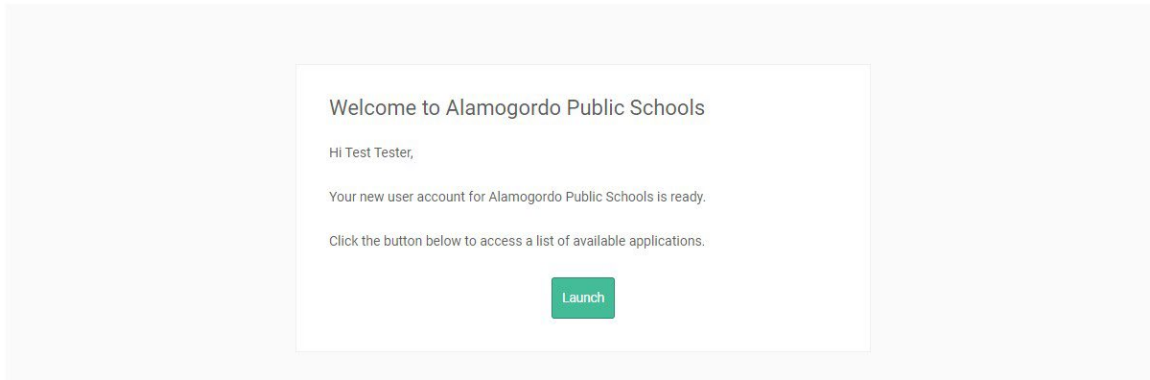 Welcome to Alamogordo Public Schools
Hi Test Tester,
Your new user account for Alamogordo Public Schools is ready.
Click the button below to access a list of available applications.
Launch